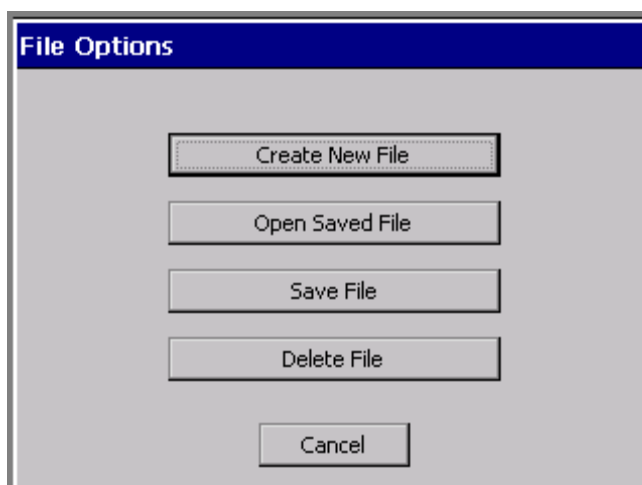 File Options
Create New File
Open Saved File
Save File
Delete File
Cancel